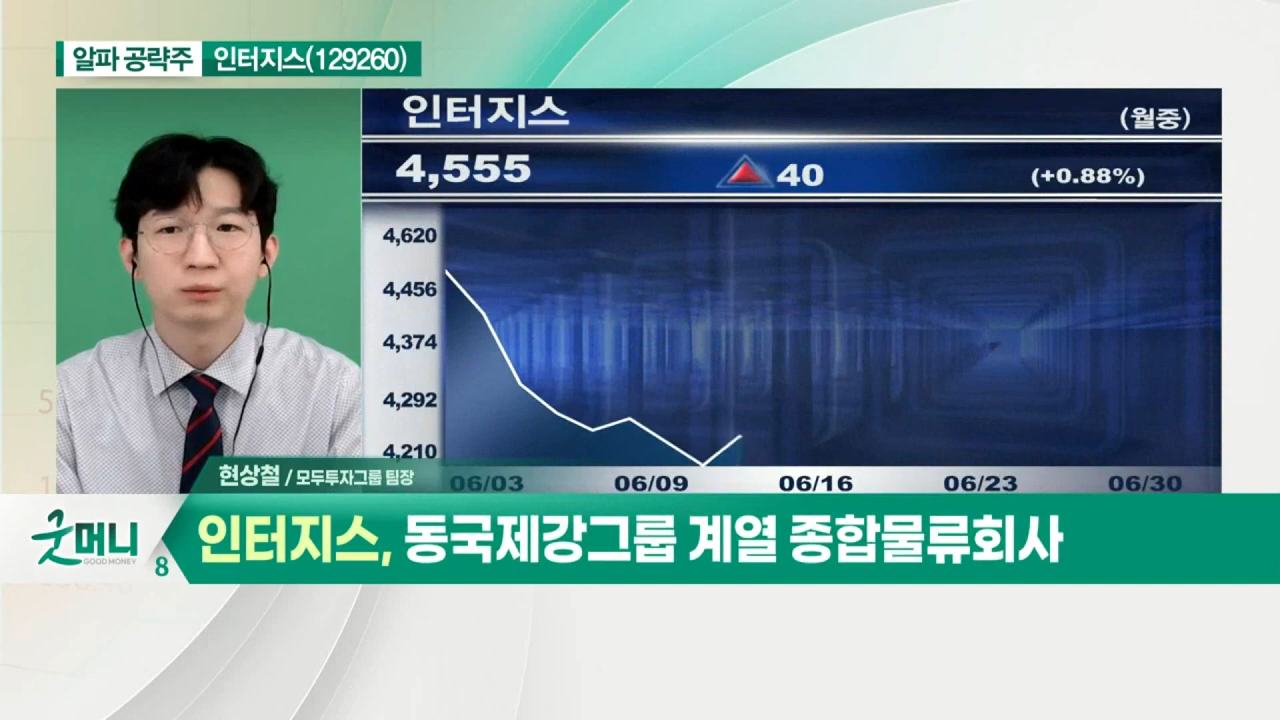 알파 공략주 인터지스(129260)
인터지스 (월중)
4,555 40 (+0.88%)
4,620
4,456
4,374
4,292
4,210
06/03 06/09 06/16 06/23 06/30
현상철 / 모두투자그룹 팀장
굿머니
GOOD MONEY
8
인터지스, 동국제강그룹 계열 종합물류회사